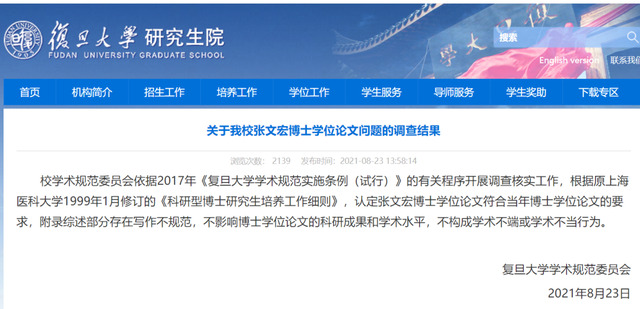 復旦大學 研究生院
FUDAN UNIVERSITY GRADUATE SCHOOL
搜索
English version 联系我们
首页 机构简介 招生工作 培养工作 学位工作 学生服务 导师服务 学生奖助 下载专区
关于我校张文宏博士学位论文问题的调查结果
浏览次数: 2139 发布时间: 2021-08-23 13:58:14
校学术规范委员会依据2017年《复旦大学学术规范实施条例（试行）》的有关程序开展调查核实工作，根据原上海
医科大学1999年1月修订的《科研型博士研究生培养工作细则》，认定张文宏博士学位论文符合当年博士学位论文的要
求，附录综述部分存在写作不规范，不影响博士学位论文的科研成果和学术水平，不构成学术不端或学术不当行为。
复旦大学学术规范委员会
2021年8月23日